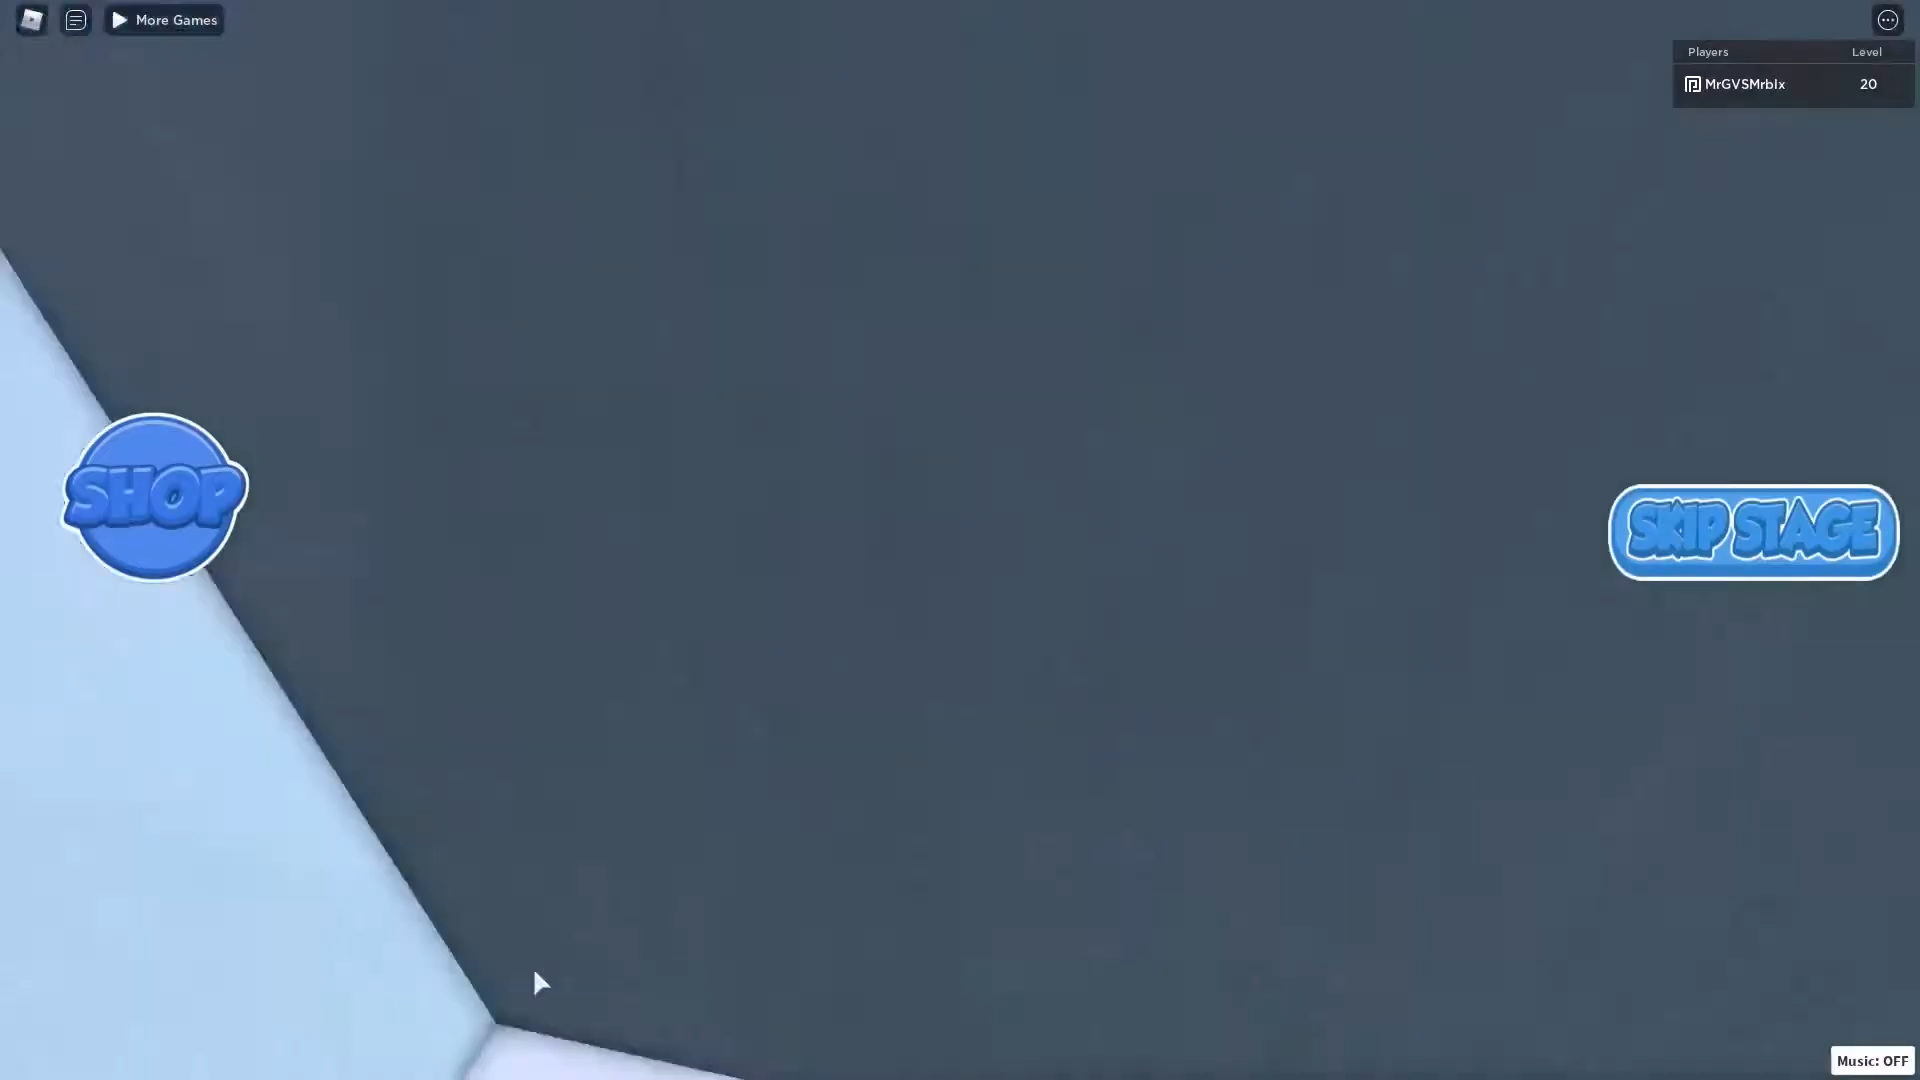 More Games
Players Level
MrGVSMrblx 20
SHOP
SKIP STAGE
Music: OFF